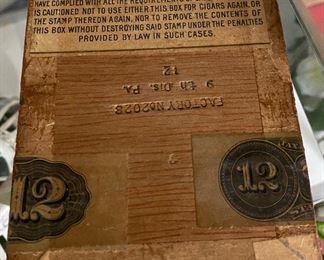 HAVE COMPLIED WITH ALL THE REQUIREMENTS O
IS CAUTIONED NOT TO USE EITHER THIS BOX FOR CIGARS AGAIN, OR
THE STAMP THEREON AGAIN, NOR TO REMOVE THE CONTENTS OF
THIS BOX WITHOUT DESTROYING SAID STAMP UNDER THE PENALTIES
PROVIDED BY LAW IN SUCH CASES.
FACTORY No 2028
9th Dis. PA.
12
12
12